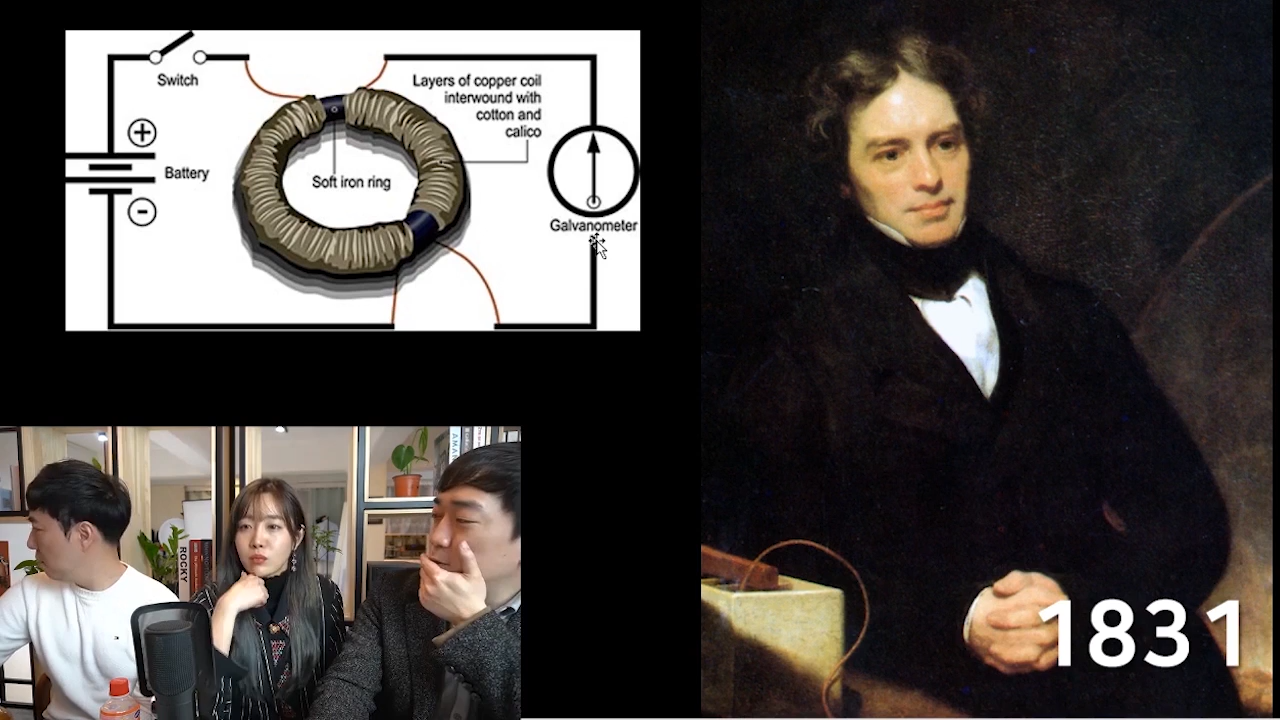 Switch
Layers of copper coil
interwound with
cotton and
calico
+
Battery
Soft iron ring
-
Galvanometer
ROCKY
1831